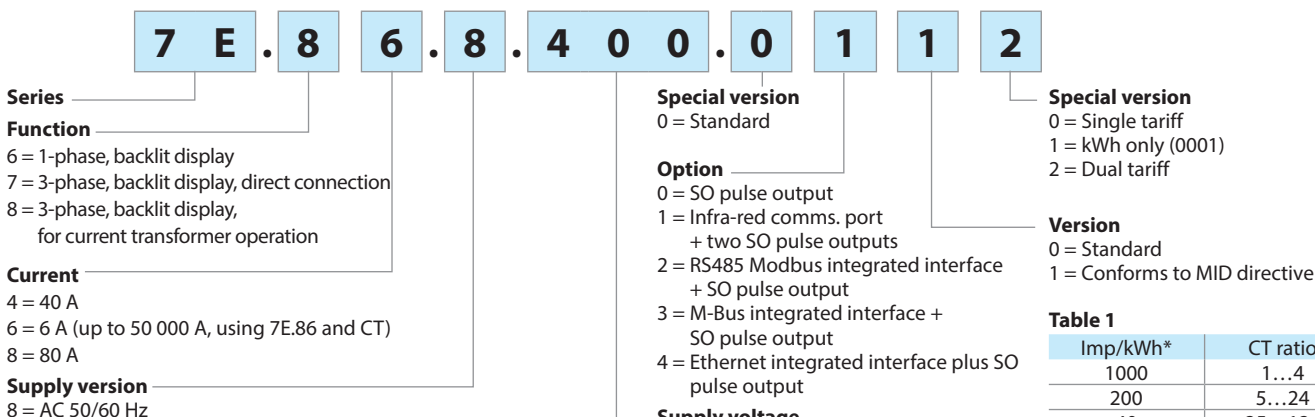 7 E . 8 6 . 8 . 4 0 0 . 0 1 1 2
Series
Function
6 = 1-phase, backlit display
7 = 3-phase, backlit display, direct connection
8 = 3-phase, backlit display,
for current transformer operation
Current
4 = 40 A
6 = 6 A (up to 50 000 A, using 7E.86 and CT)
8 = 80 A
Supply version
8 = AC 50/60 Hz
Special version
0 = Standard
Option
0 = SO pulse output
1 = Infra-red comms. port
+ two SO pulse outputs
2 = RS485 Modbus integrated interface
+ SO pulse output
3 = M-Bus integrated interface +
SO pulse output
4 = Ethernet integrated interface plus SO
pulse output
Special version
0 = Single tariff
1 = kWh only (0001)
2 = Dual tariff
Version
0 = Standard
1 = Conforms to MID directive
Table 1
Imp/kWh* CT ratio
1000 1…4
200 5…24